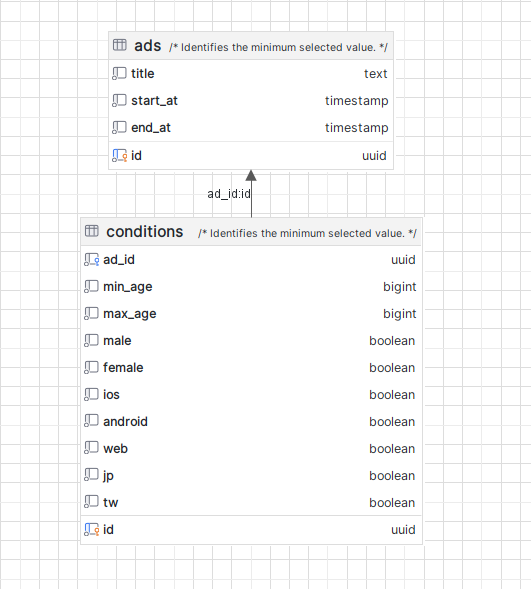 ads /* Identifies the minimum selected value. */
title text
start_at timestamp
end_at timestamp
id uuid
ad_id:id
conditions /* Identifies the minimum selected value. */
ad_id uuid
min_age bigint
max_age bigint
male boolean
female boolean
ios boolean
android boolean
web boolean
jp boolean
tw boolean
id uuid